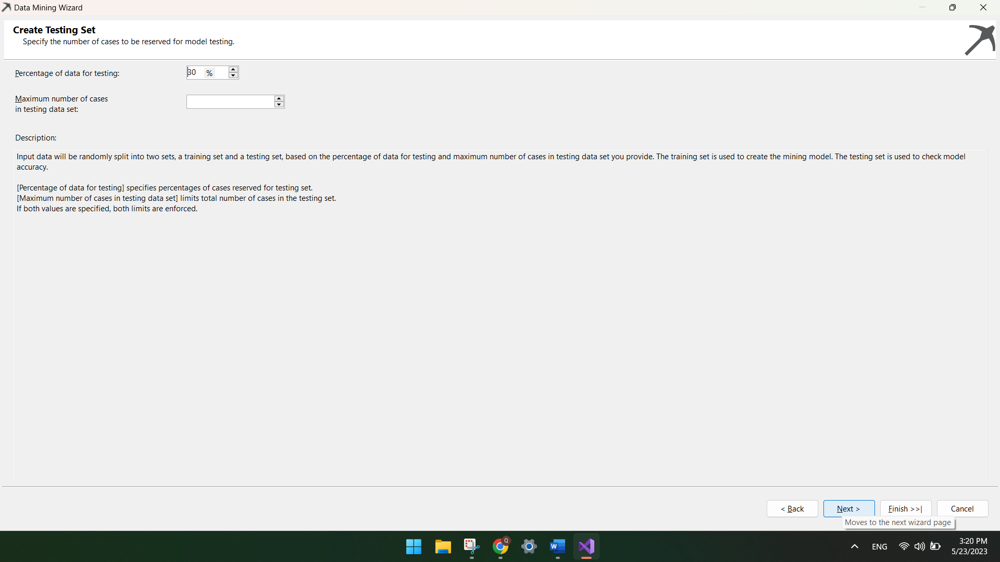 Data Mining Wizard
Create Testing Set
Specify the number of cases to be reserved for model testing.
Percentage of data for testing:
30 %
Maximum number of cases
in testing data set:
Description:
Input data will be randomly split into two sets, a training set and a testing set, based on the percentage of data for testing and maximum number of cases in testing data set you provide. The training set is used to create the mining model. The testing set is used to check model
accuracy.
[Percentage of data for testing] specifies percentages of cases reserved for testing set.
[Maximum number of cases in testing data set] limits total number of cases in the testing set.
If both values are specified, both limits are enforced.
< Back
Next >
Finish >>|
Cancel
Moves to the next wizard page
Q
W
ENG
3:20 PM
5/23/2023